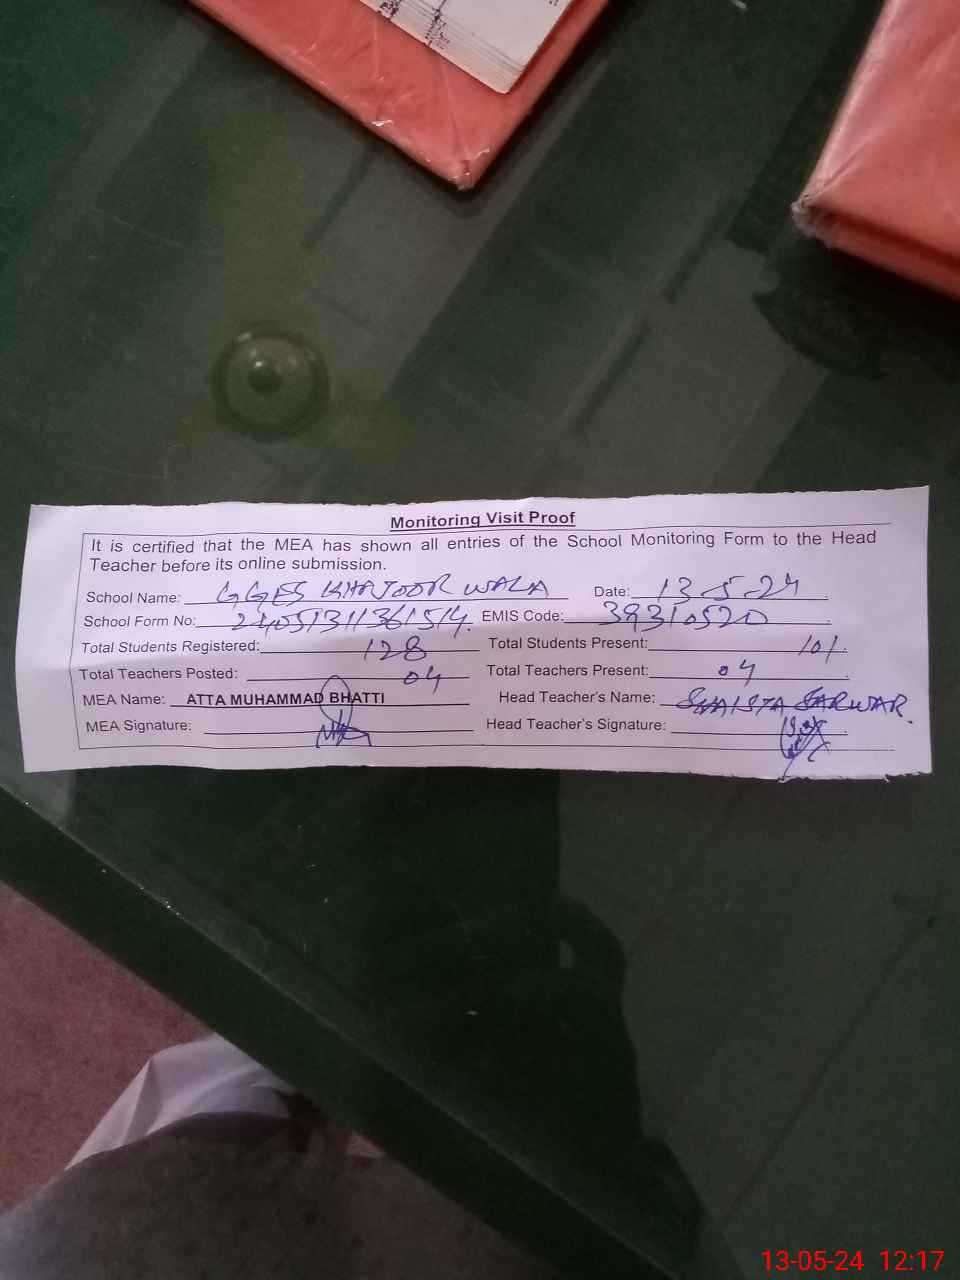 Monitoring Visit Proof
It is certified that the MEA has shown all entries of the School Monitoring Form to the Head
Teacher before its online submission.
School Name: GGES KHAJOOR WALA Date: 13-5-24
School Form No: EMIS Code: 39310520
Total Students Registered: 128 Total Students Present: 101
Total Teachers Posted: 04 Total Teachers Present: 04
MEA Name: ATTA MUHAMMAD BHATTI Head Teacher's Name: SHAISTA SARWAR.
MEA Signature: Head Teacher's Signature:
13-05-24 12:17